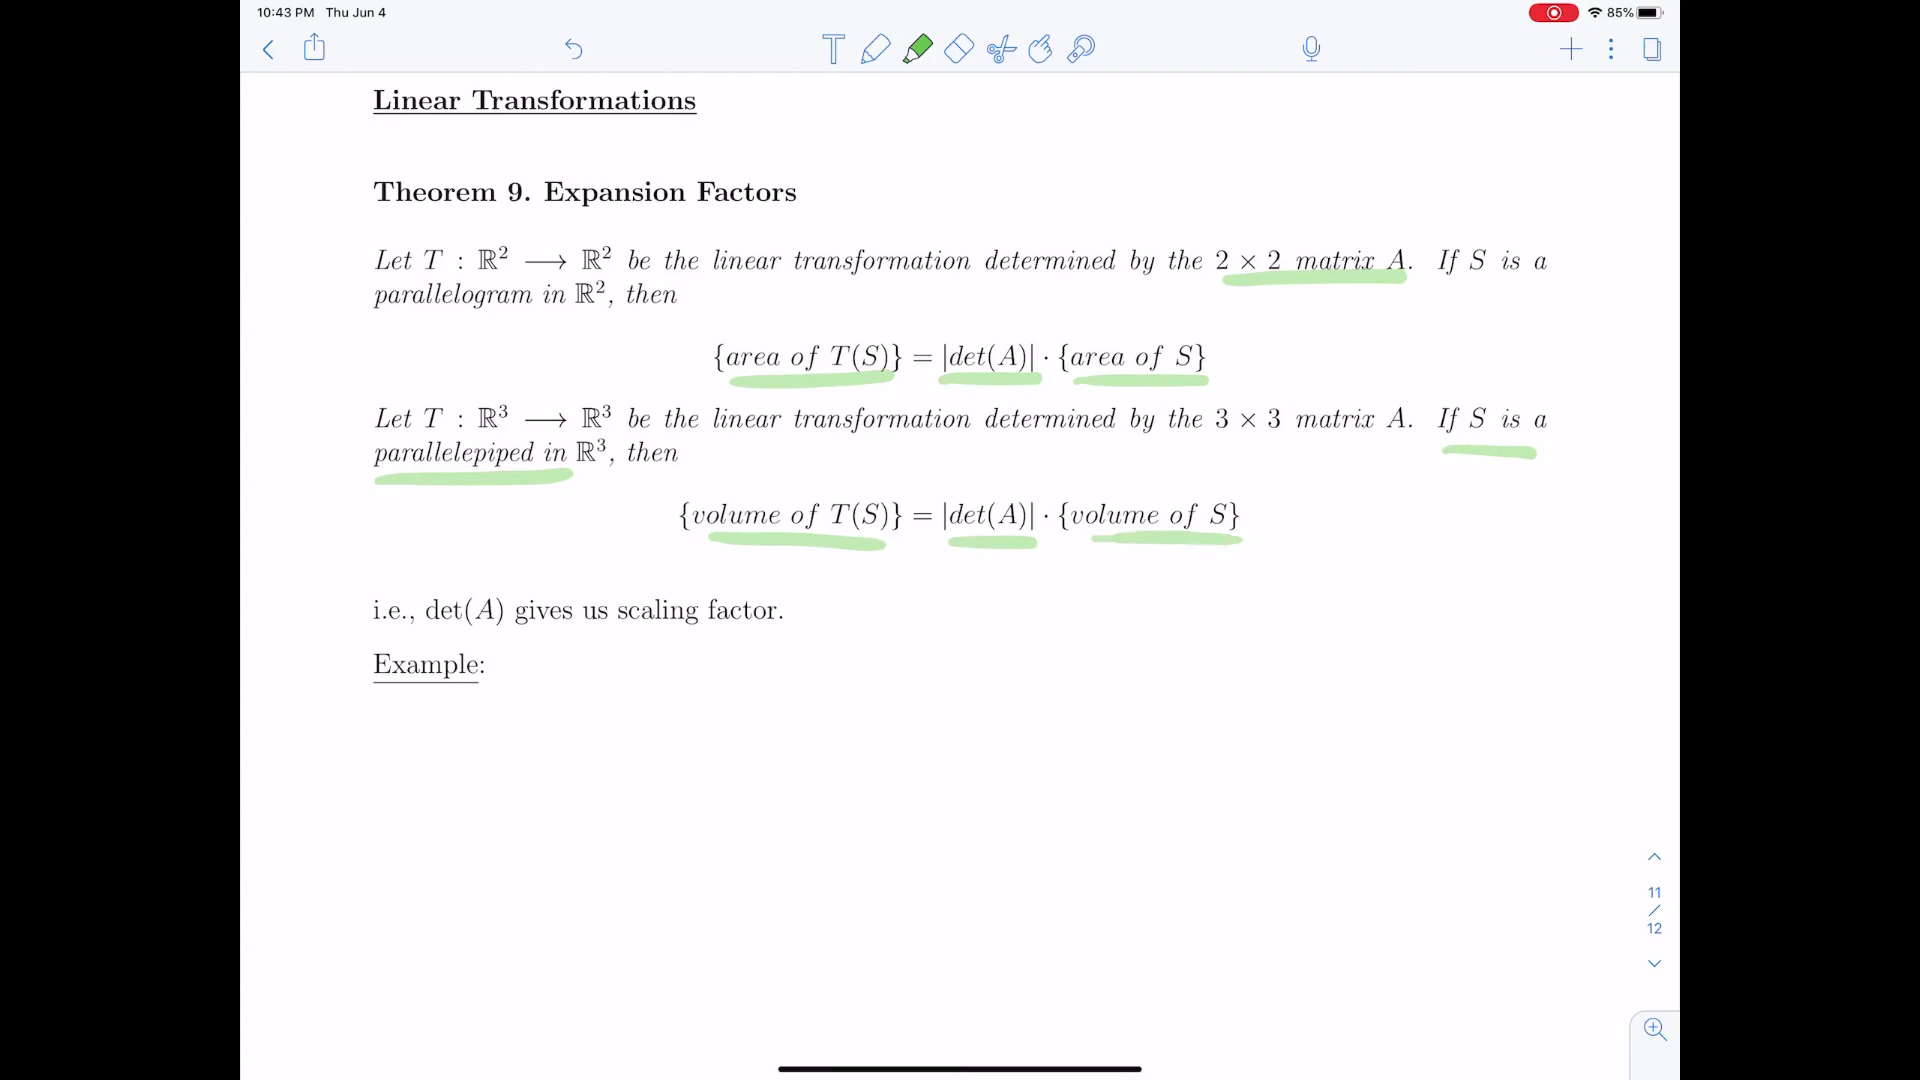 10:43 PM Thu Jun 4
85%
Linear Transformations
Theorem 9. Expansion Factors
Let T : ℝ² ⟶ ℝ² be the linear transformation determined by the 2 × 2 matrix A. If S is a
parallelogram in ℝ², then
{area of T(S)} = |det(A)| · {area of S}
Let T : ℝ³ ⟶ ℝ³ be the linear transformation determined by the 3 × 3 matrix A. If S is a
parallelepiped in ℝ³, then
{volume of T(S)} = |det(A)| · {volume of S}
i.e., det(A) gives us scaling factor.
Example:
11
/
12